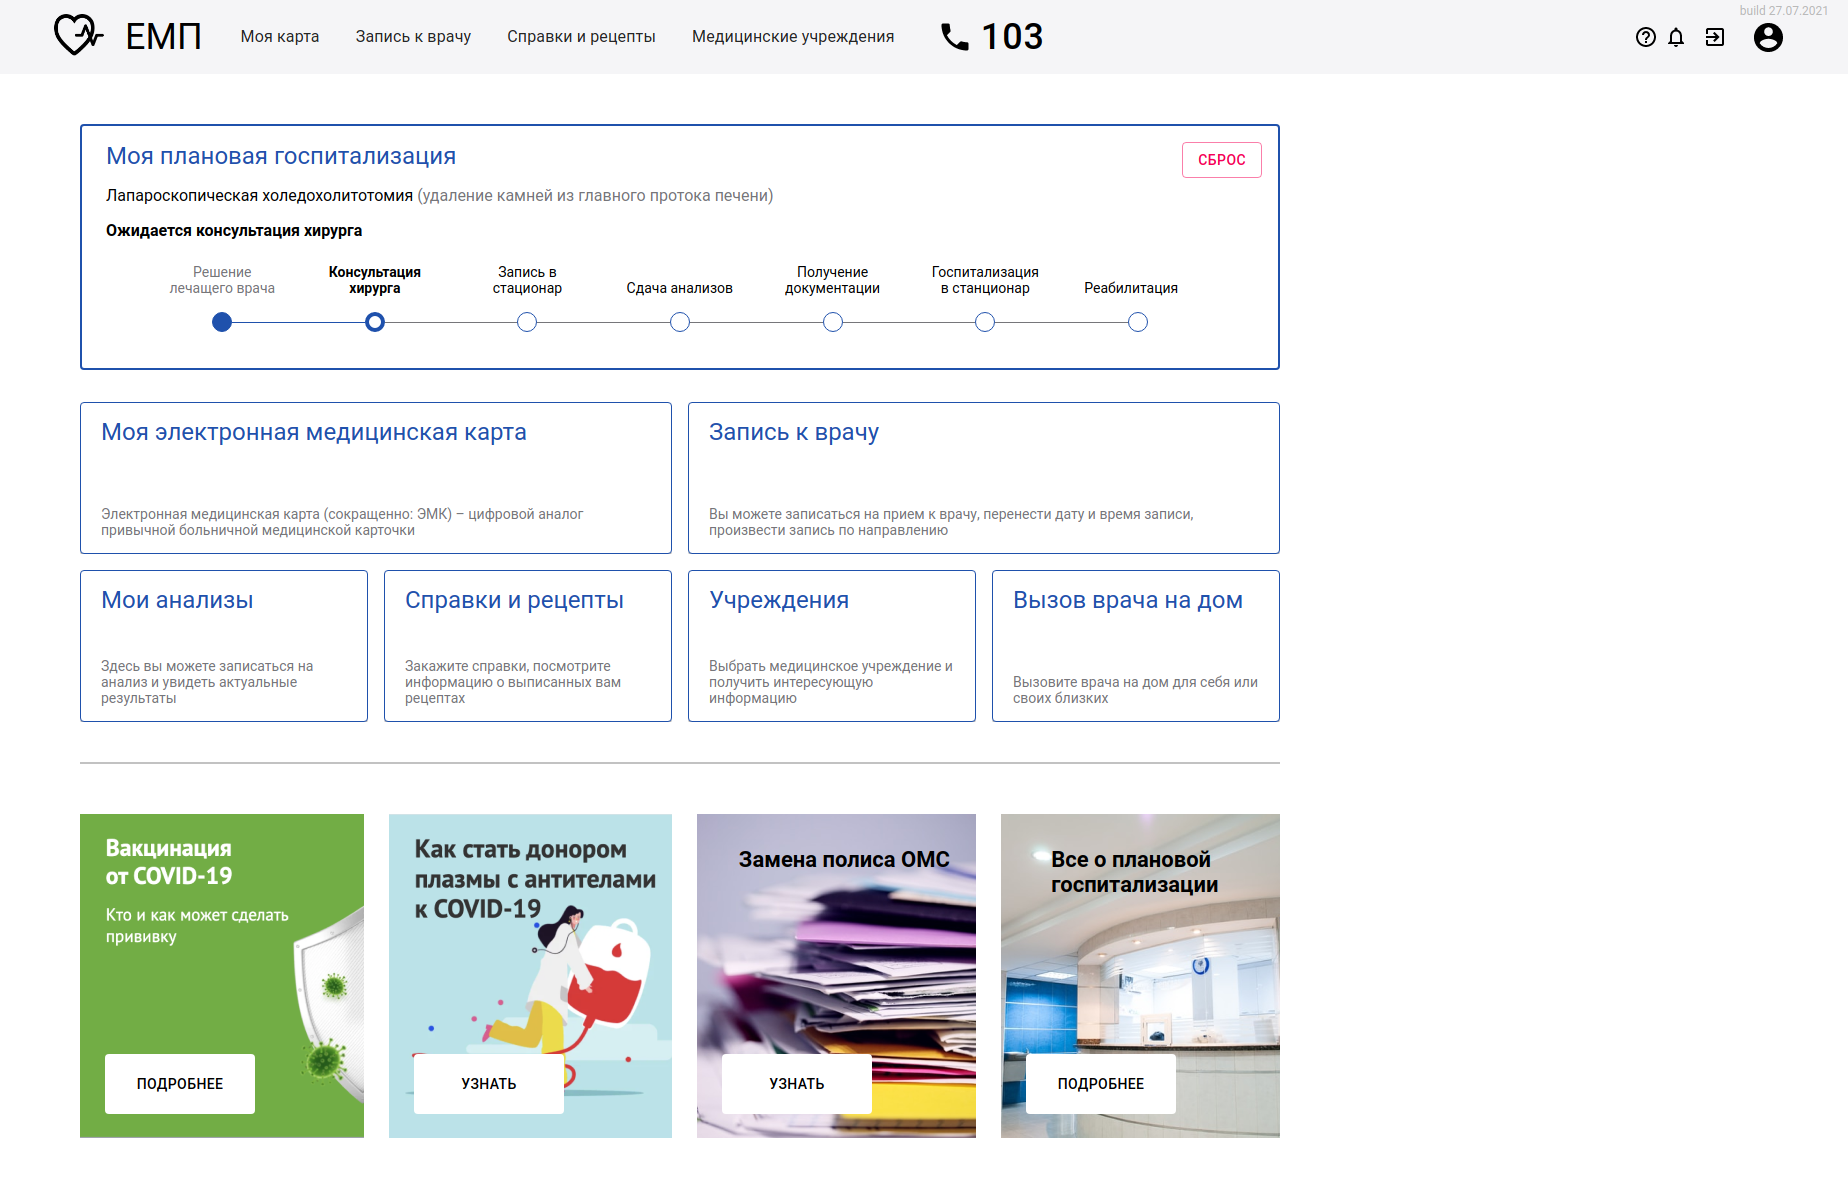 build 27.07.2021
ЕМП
Моя карта
Запись к врачу
Справки и рецепты
Медицинские учреждения
103
Моя плановая госпитализация
СБРОС
Лапароскопическая холедохолитотомия (удаление камней из главного протока печени)
Ожидается консультация хирурга
Решение
лечащего врача
Консультация
хирурга
Запись в
стационар
Сдача анализов
Получение
документации
Госпитализация
в станционар
Реабилитация
Моя электронная медицинская карта
Электронная медицинская карта (сокращенно: ЭМК) – цифровой аналог
привычной больничной медицинской карточки
Запись к врачу
Вы можете записаться на прием к врачу, перенести дату и время записи,
произвести запись по направлению
Мои анализы
Здесь вы можете записаться на
анализ и увидеть актуальные
результаты
Справки и рецепты
Закажите справки, посмотрите
информацию о выписанных вам
рецептах
Учреждения
Выбрать медицинское учреждение и
получить интересующую
информацию
Вызов врача на дом
Вызовите врача на дом для себя или
своих близких
Вакцинация
от COVID-19
Кто и как может сделать
прививку
ПОДРОБНЕЕ
Как стать донором
плазмы с антителами
к COVID-19
УЗНАТЬ
Замена полиса ОМС
УЗНАТЬ
Все о плановой
госпитализации
ПОДРОБНЕЕ